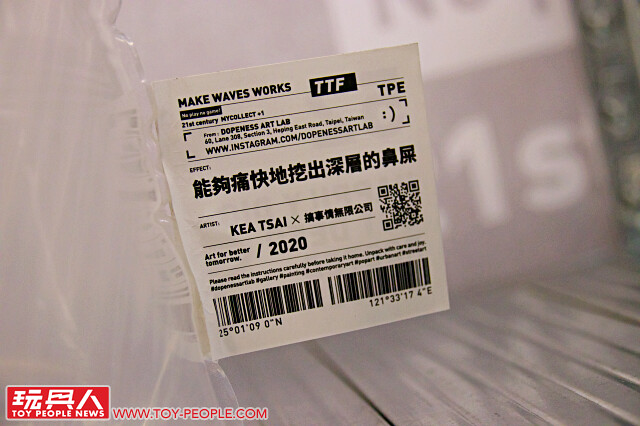 MAKE WAVES WORKS
TTF
TPE
No play no game!
21st century MYCOLLECT +1
From: DOPENESS ART LAB
60, Lane 308, Section 3, Heping East Road, Taipei, Taiwan
WWW.INSTAGRAM.COM/DOPENESSARTLAB
:)
EFFECT:
能夠痛快地挖出深層的鼻屎
ARTIST:
KEA TSAI × 搞事情無限公司
Art for better
tomorrow.
/ 2020
Please read the instructions carefully before taking it home. Unpack with care and joy.
#dopenessartlab #gallery #painting #contemporaryart #popart #urbanart #streetart
25°01'09 0"N
121°33'17 4"E
1s
玩具人
TOY PEOPLE NEWS
WWW.TOY-PEOPLE.COM